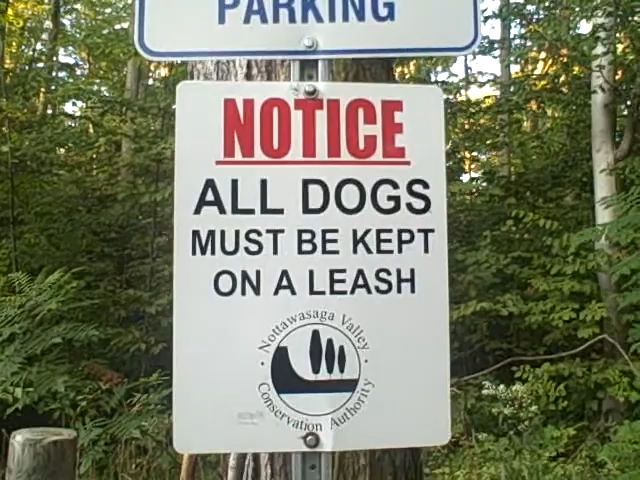 PARKING
NOTICE
ALL DOGS
MUST BE KEPT
ON A LEASH
Nottawasaga Valley
Conservation Authority